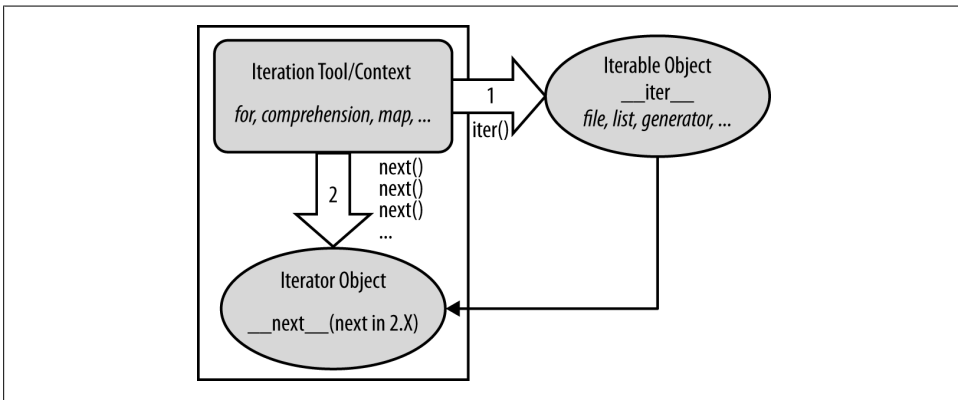 Iteration Tool/Context
for, comprehension, map, ...
1
iter()
Iterable Object
__iter__
file, list, generator, ...
2
next()
next()
next()
...
Iterator Object
__next__(next in 2.X)